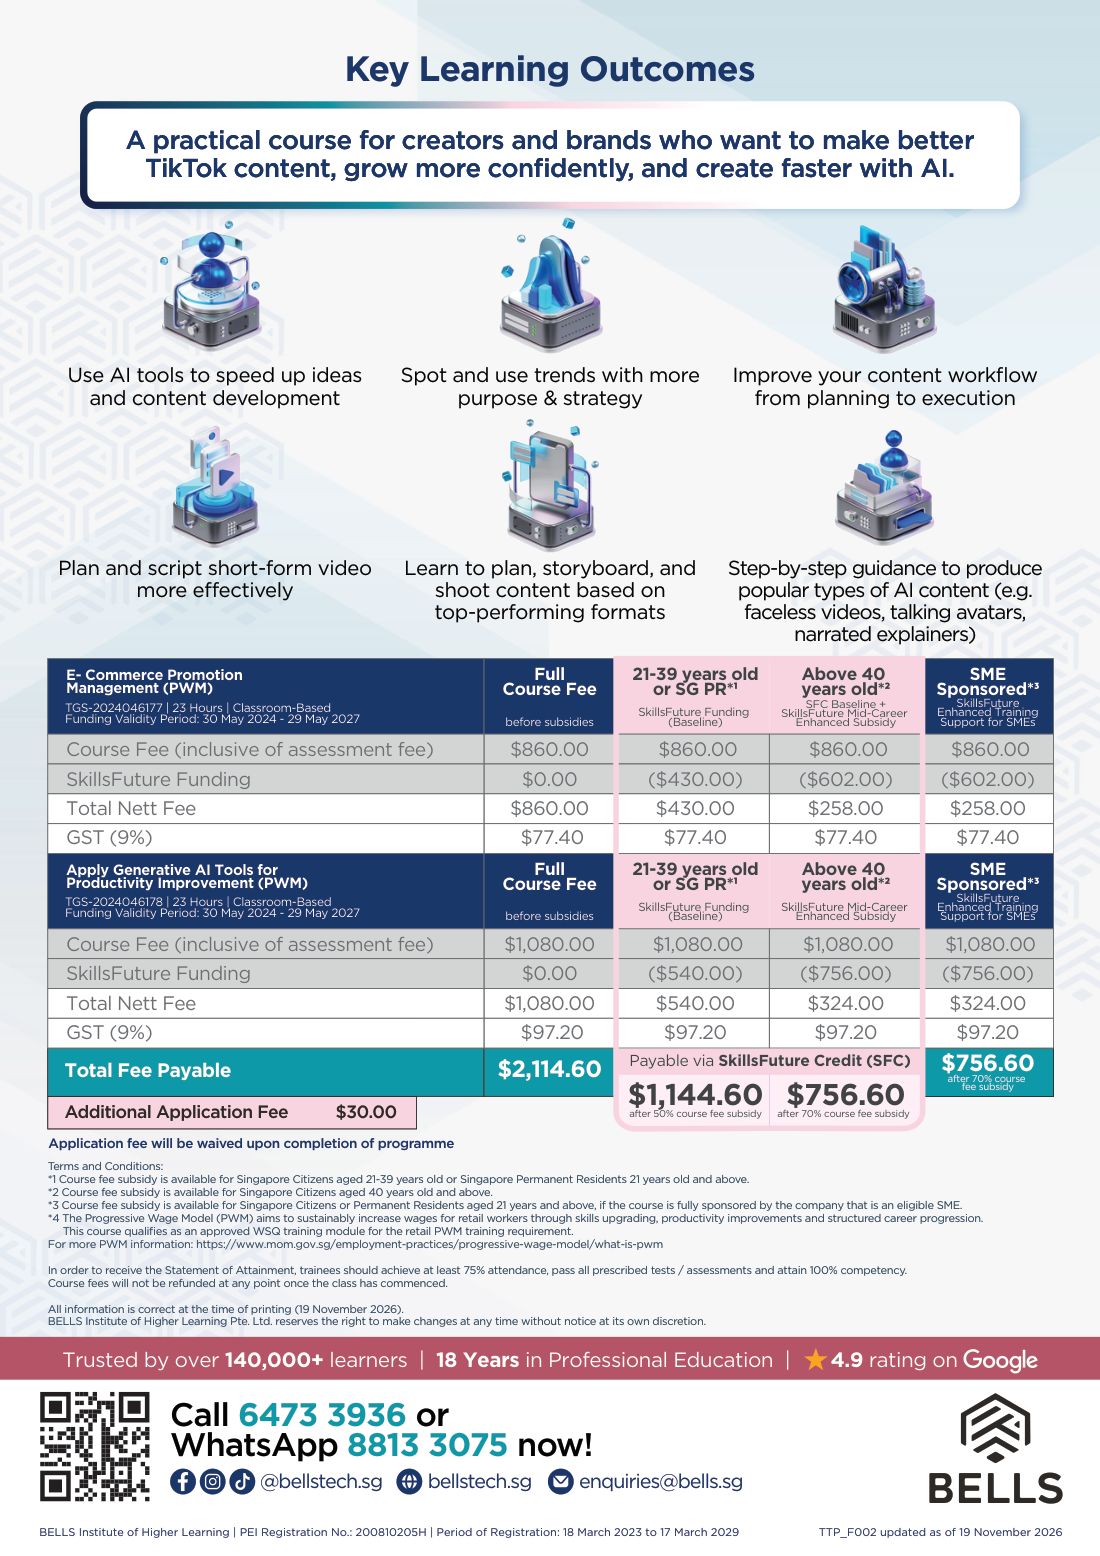 Key Learning Outcomes
A practical course for creators and brands who want to make better
TikTok content, grow more confidently, and create faster with AI.
Use AI tools to speed up ideas
and content development
Spot and use trends with more
purpose & strategy
Improve your content workflow
from planning to execution
Plan and script short-form video
more effectively
Learn to plan, storyboard, and
shoot content based on
top-performing formats
Step-by-step guidance to produce
popular types of AI content (e.g.
faceless videos, talking avatars,
narrated explainers)
E- Commerce Promotion
Management (PWM)
TGS-2024046177 | 23 Hours | Classroom-Based
Funding Validity Period: 30 May 2024 - 29 May 2027
Full
Course Fee
before subsidies
21-39 years old
or SG PR*¹
SkillsFuture Funding
(Baseline)
Above 40
years old*²
SFC Baseline +
SkillsFuture Mid-Career
Enhanced Subsidy
SME
Sponsored*³
SkillsFuture
Enhanced Training
Support for SMEs
Course Fee (inclusive of assessment fee) $860.00 $860.00 $860.00 $860.00
SkillsFuture Funding $0.00 ($430.00) ($602.00) ($602.00)
Total Nett Fee $860.00 $430.00 $258.00 $258.00
GST (9%) $77.40 $77.40 $77.40 $77.40
Apply Generative AI Tools for
Productivity Improvement (PWM)
TGS-2024046178 | 23 Hours | Classroom-Based
Funding Validity Period: 30 May 2024 - 29 May 2027
Full
Course Fee
before subsidies
21-39 years old
or SG PR*¹
SkillsFuture Funding
(Baseline)
Above 40
years old*²
SkillsFuture Mid-Career
Enhanced Subsidy
SME
Sponsored*³
SkillsFuture
Enhanced Training
Support for SMEs
Course Fee (inclusive of assessment fee) $1,080.00 $1,080.00 $1,080.00 $1,080.00
SkillsFuture Funding $0.00 ($540.00) ($756.00) ($756.00)
Total Nett Fee $1,080.00 $540.00 $324.00 $324.00
GST (9%) $97.20 $97.20 $97.20 $97.20
Total Fee Payable $2,114.60
Payable via SkillsFuture Credit (SFC)
$1,144.60
after 50% course fee subsidy
$756.60
after 70% course fee subsidy
$756.60
after 70% course
fee subsidy
Additional Application Fee $30.00
Application fee will be waived upon completion of programme
Terms and Conditions:
*1 Course fee subsidy is available for Singapore Citizens aged 21-39 years old or Singapore Permanent Residents 21 years old and above.
*2 Course fee subsidy is available for Singapore Citizens aged 40 years old and above.
*3 Course fee subsidy is available for Singapore Citizens or Permanent Residents aged 21 years and above, if the course is fully sponsored by the company that is an eligible SME.
*4 The Progressive Wage Model (PWM) aims to sustainably increase wages for retail workers through skills upgrading, productivity improvements and structured career progression.
This course qualifies as an approved WSQ training module for the retail PWM training requirement.
For more PWM information: https://www.mom.gov.sg/employment-practices/progressive-wage-model/what-is-pwm
In order to receive the Statement of Attainment, trainees should achieve at least 75% attendance, pass all prescribed tests / assessments and attain 100% competency.
Course fees will not be refunded at any point once the class has commenced.
All information is correct at the time of printing (19 November 2026).
BELLS Institute of Higher Learning Pte. Ltd. reserves the right to make changes at any time without notice at its own discretion.
Trusted by over 140,000+ learners | 18 Years in Professional Education | 4.9 rating on Google
Call 6473 3936 or
WhatsApp 8813 3075 now!
@bellstech.sg bellstech.sg enquiries@bells.sg
BELLS
BELLS Institute of Higher Learning | PEI Registration No.: 200810205H | Period of Registration: 18 March 2023 to 17 March 2029
TTP_F002 updated as of 19 November 2026